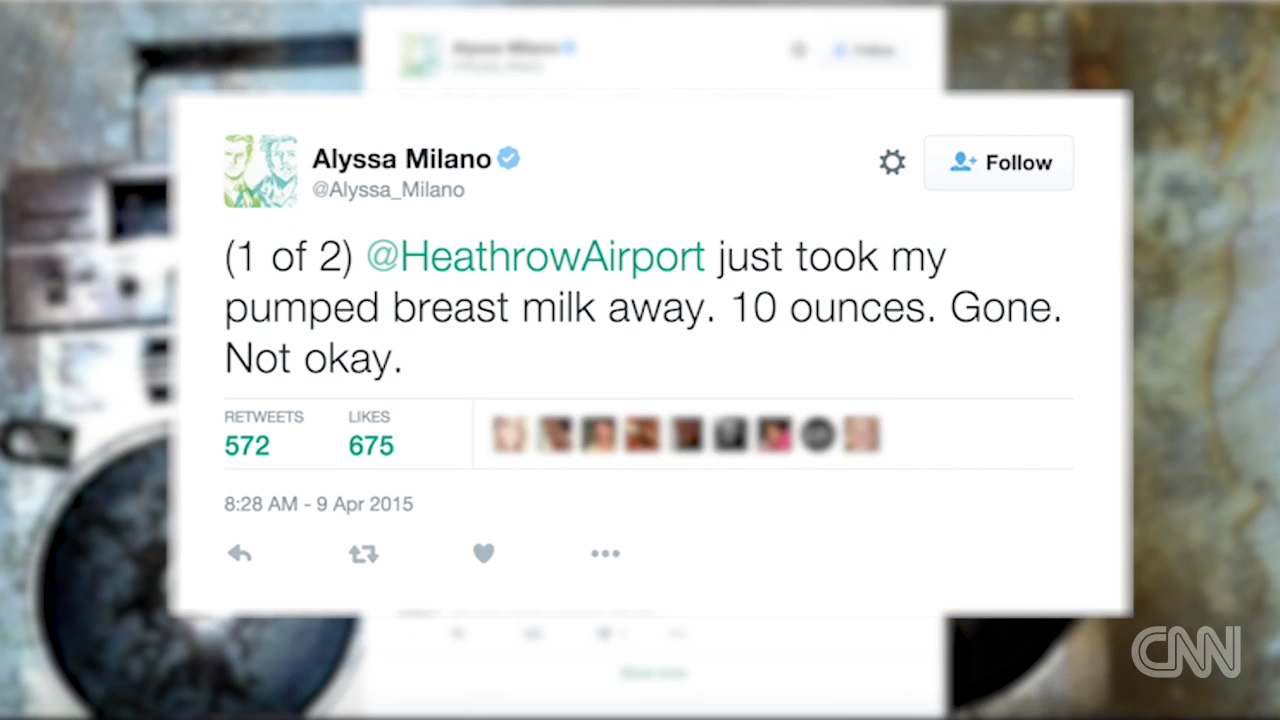 Alyssa Milano
@Alyssa_Milano
Follow
(1 of 2) @HeathrowAirport just took my
pumped breast milk away. 10 ounces. Gone.
Not okay.
RETWEETS LIKES
572 675
8:28 AM - 9 Apr 2015
CNN